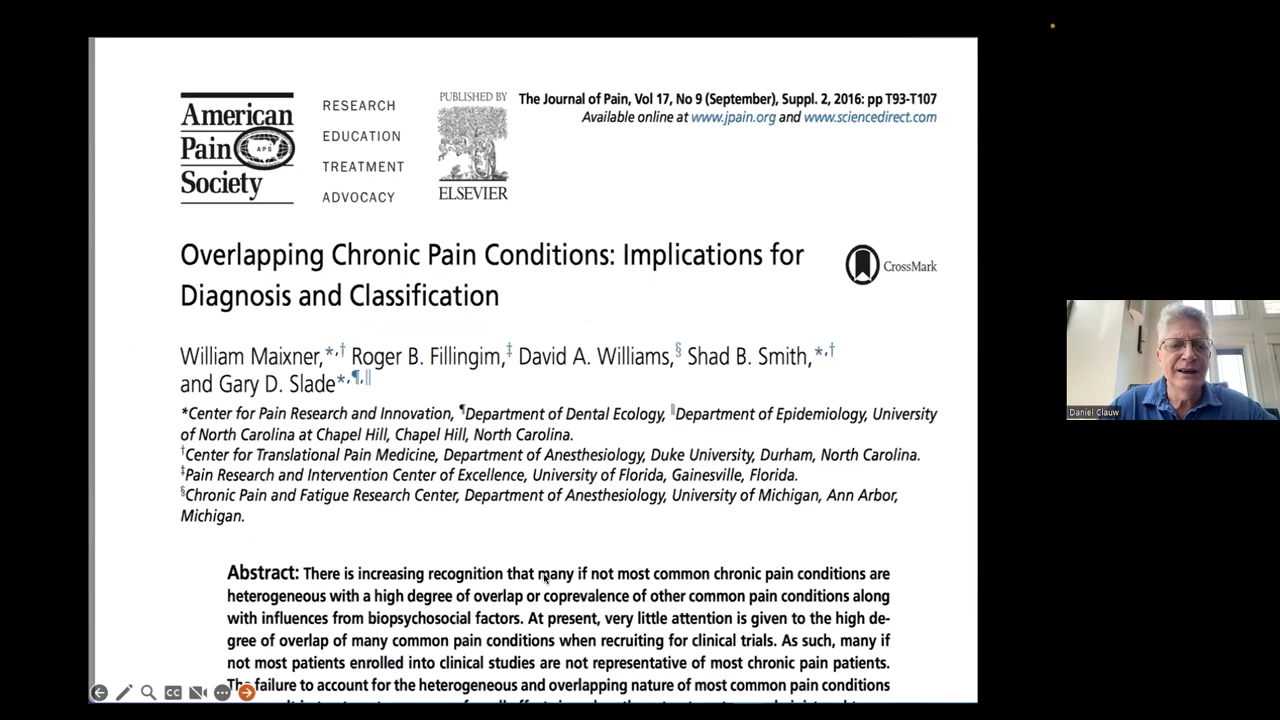 American
Pain
APS
Society
RESEARCH
EDUCATION
TREATMENT
ADVOCACY
PUBLISHED BY
ELSEVIER
The Journal of Pain, Vol 17, No 9 (September), Suppl. 2, 2016: pp T93-T107
Available online at www.jpain.org and www.sciencedirect.com
Overlapping Chronic Pain Conditions: Implications for
Diagnosis and Classification
CrossMark
William Maixner,*,† Roger B. Fillingim,‡ David A. Williams,§ Shad B. Smith,*,†
and Gary D. Slade*,¶,‖
*Center for Pain Research and Innovation, ¶Department of Dental Ecology, ‖Department of Epidemiology, University
of North Carolina at Chapel Hill, Chapel Hill, North Carolina.
†Center for Translational Pain Medicine, Department of Anesthesiology, Duke University, Durham, North Carolina.
‡Pain Research and Intervention Center of Excellence, University of Florida, Gainesville, Florida.
§Chronic Pain and Fatigue Research Center, Department of Anesthesiology, University of Michigan, Ann Arbor,
Michigan.
Abstract: There is increasing recognition that many if not most common chronic pain conditions are
heterogeneous with a high degree of overlap or coprevalence of other common pain conditions along
with influences from biopsychosocial factors. At present, very little attention is given to the high de-
gree of overlap of many common pain conditions when recruiting for clinical trials. As such, many if
not most patients enrolled into clinical studies are not representative of most chronic pain patients.
The failure to account for the heterogeneous and overlapping nature of most common pain conditions
CC
Daniel Clauw